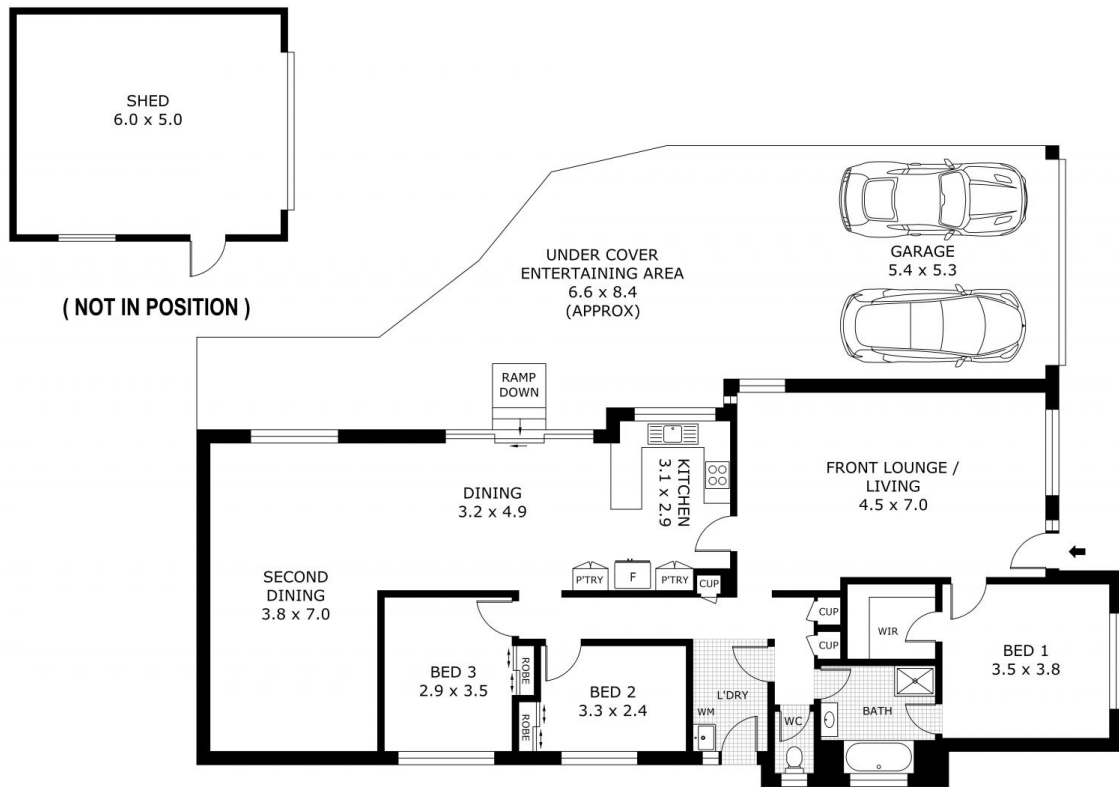 SHED
6.0 x 5.0
( NOT IN POSITION )
UNDER COVER
ENTERTAINING AREA
6.6 x 8.4
(APPROX)
GARAGE
5.4 x 5.3
RAMP
DOWN
KITCHEN
3.1 x 2.9
FRONT LOUNGE /
LIVING
4.5 x 7.0
DINING
3.2 x 4.9
SECOND
DINING
3.8 x 7.0
P'TRY
F
P'TRY
CUP
CUP
CUP
WIR
BED 1
3.5 x 3.8
BED 3
2.9 x 3.5
ROBE
ROBE
BED 2
3.3 x 2.4
L'DRY
WM
WC
BATH